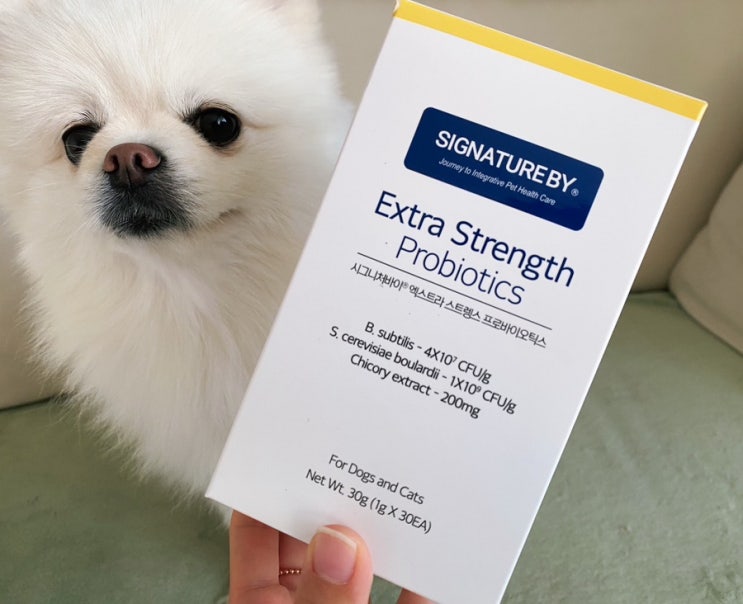 SIGNATUREBY®
Journey to Integrative Pet Health Care
Extra Strength
Probiotics
시그니처바이® 엑스트라 스트렝스 프로바이오틱스
B. subtilis - 4X10⁷ CFU/g
S. cerevisiae boulardii - 1X10⁹ CFU/g
Chicory extract - 200mg
For Dogs and Cats
Net Wt. 30g (1g X 30EA)